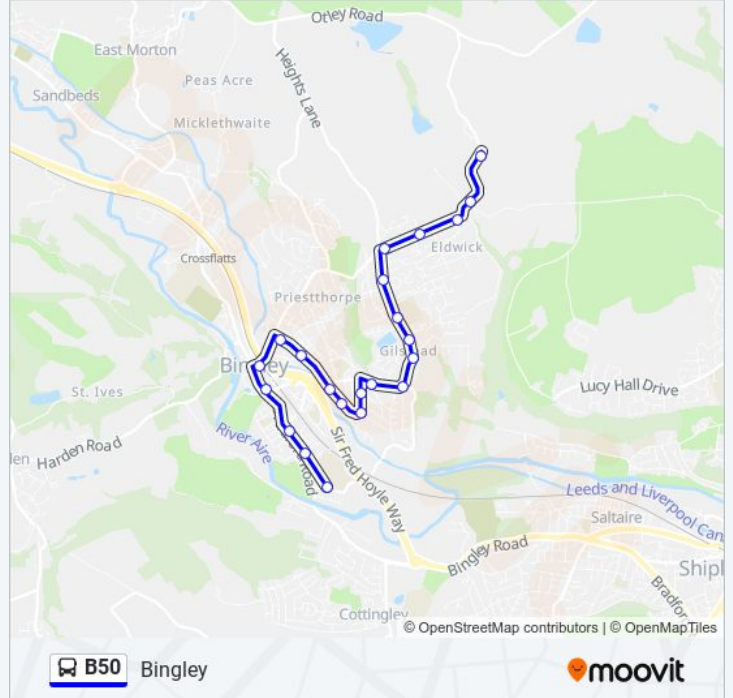 Otley Road
East Morton
Heights Lane
Peas Acre
Sandbeds
Micklethwaite
Eldwick
Crossflatts
Priestthorpe
Gilstead
Bingley
St. Ives
Lucy Hall Drive
Harden Road
River Aire
Road
Sir Fred Hoyle Way
Leeds and Liverpool Can
Saltaire
Bingley Road
Shipl
Bradfor
Cottingley
© OpenStreetMap contributors | © OpenMapTiles
B50 Bingley
moovit